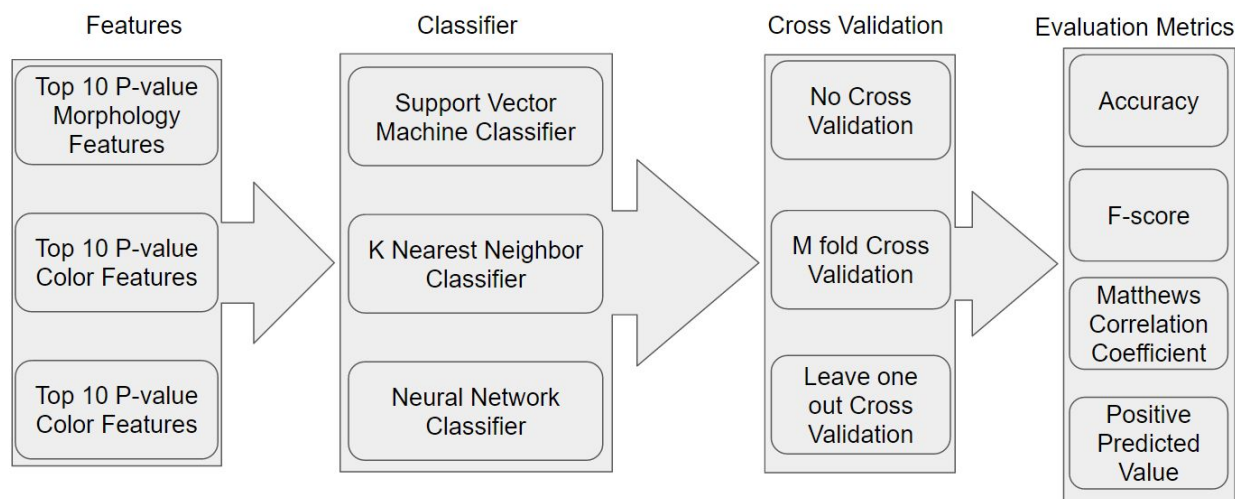 Features
Top 10 P-value
Morphology
Features
Top 10 P-value
Color Features
Top 10 P-value
Color Features
Classifier
Support Vector
Machine Classifier
K Nearest Neighbor
Classifier
Neural Network
Classifier
Cross Validation
No Cross
Validation
M fold Cross
Validation
Leave one
out Cross
Validation
Evaluation Metrics
Accuracy
F-score
Matthews
Correlation
Coefficient
Positive
Predicted
Value